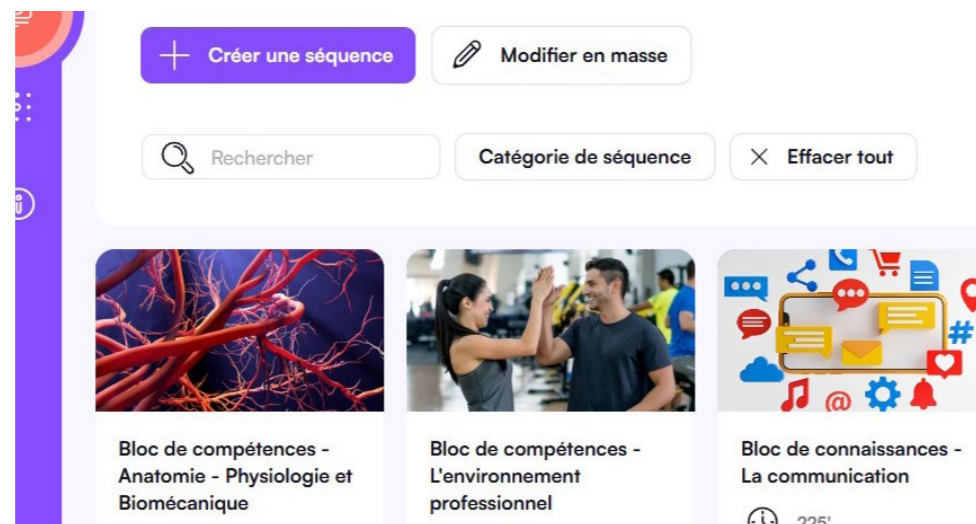 Créer une séquence
Modifier en masse
Rechercher
Catégorie de séquence
Effacer tout
Bloc de compétences -
Anatomie - Physiologie et
Biomécanique
Bloc de compétences -
L'environnement
professionnel
Bloc de connaissances -
La communication
225'